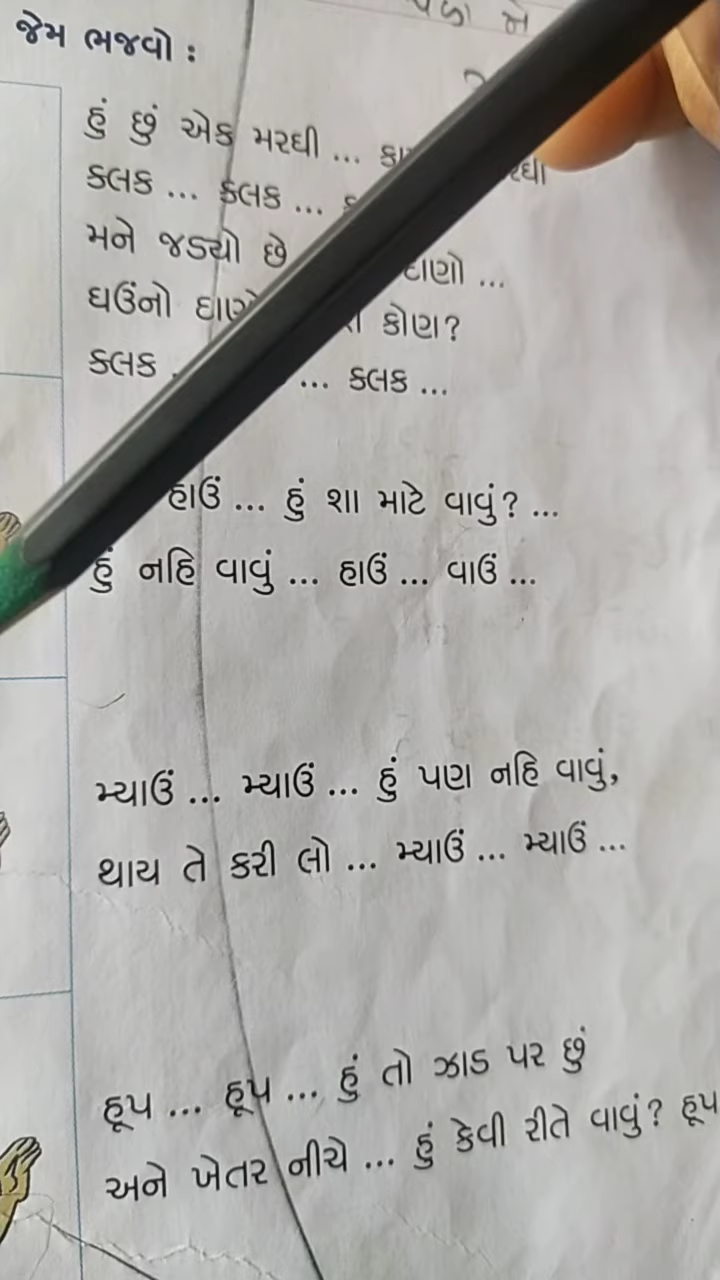 જેમ ભજવો :
હું છું એક મરઘી ...
કલક ... કલક ...
મને જડ્યો છે દાણો ...
ઘઉંનો કોણ?
કલક ... કલક ...
હાઉં ... હું શા માટે વાવું? ...
હું નહિ વાવું ... હાઉં ... વાઉં ...
મ્યાઉં ... મ્યાઉં ... હું પણ નહિ વાવું,
થાય તે કરી લો ... મ્યાઉં ... મ્યાઉં ...
હૂપ ... હૂપ ... હું તો ઝાડ પર છું
અને ખેતર નીચે ... હું કેવી રીતે વાવું? હૂપ